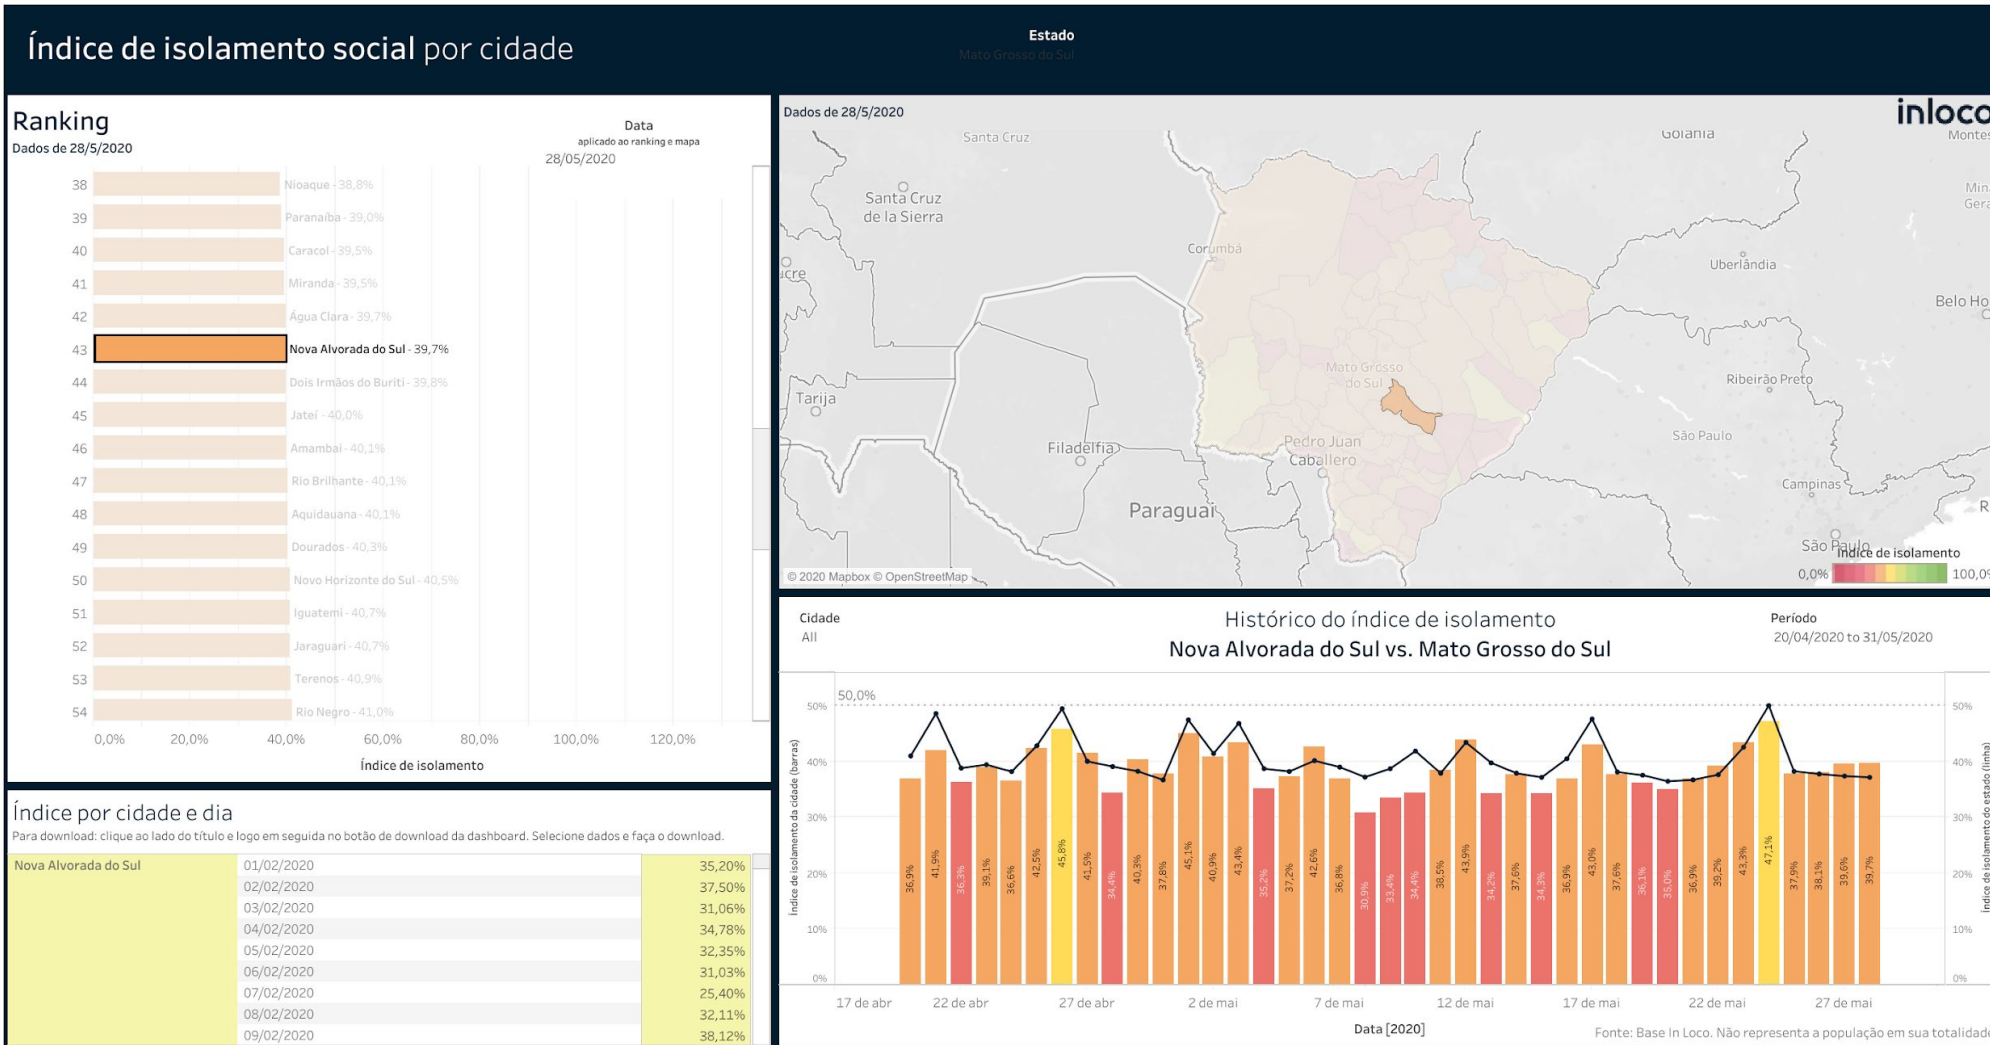 Índice de isolamento social por cidade
Estado
Mato Grosso do Sul
Ranking
Dados de 28/5/2020
Data
aplicado ao ranking e mapa
28/05/2020
38 Nioaque - 38,8%
39 Paranaíba - 39,0%
40 Caracol - 39,5%
41 Miranda - 39,5%
42 Água Clara - 39,7%
43 Nova Alvorada do Sul - 39,7%
44 Dois Irmãos do Buriti - 39,8%
45 Jateí - 40,0%
46 Amambai - 40,1%
47 Rio Brilhante - 40,1%
48 Aquidauana - 40,1%
49 Dourados - 40,3%
50 Novo Horizonte do Sul - 40,5%
51 Iguatemi - 40,7%
52 Jaraguari - 40,7%
53 Terenos - 40,9%
54 Rio Negro - 41,0%
0,0% 20,0% 40,0% 60,0% 80,0% 100,0% 120,0%
Índice de isolamento
Índice por cidade e dia
Para download: clique ao lado do título e logo em seguida no botão de download da dashboard. Selecione dados e faça o download.
Nova Alvorada do Sul 01/02/2020 35,20%
02/02/2020 37,50%
03/02/2020 31,06%
04/02/2020 34,78%
05/02/2020 32,35%
06/02/2020 31,03%
07/02/2020 25,40%
08/02/2020 32,11%
09/02/2020 38,12%
Dados de 28/5/2020
inloco
Santa Cruz
Goiânia
Montes
Santa Cruz
de la Sierra
Min
Gera
Corumbá
ucre
Uberlândia
Belo Ho
Mato Grosso
do Sul
Tarija
Ribeirão Preto
Filadelfia
Pedro Juan
Caballero
São Paulo
Campinas
Paraguai
R
São Paulo
Índice de isolamento
0,0% 100,0%
© 2020 Mapbox © OpenStreetMap
Cidade
All
Histórico do índice de isolamento
Nova Alvorada do Sul vs. Mato Grosso do Sul
Período
20/04/2020 to 31/05/2020
Índice de isolamento da cidade (barras)
50,0%
50%
40%
30%
20%
10%
0%
36,9% 41,9% 36,3% 39,1% 36,6% 42,5% 45,8% 41,5% 34,4% 40,3% 37,8% 45,1% 40,9% 43,4% 35,2% 37,2% 42,6% 36,8% 30,9% 33,4% 34,4% 38,5% 43,9% 34,2% 37,6% 34,3% 36,9% 43,0% 37,6% 36,1% 35,0% 36,9% 39,2% 43,3% 47,1% 37,9% 38,1% 39,6% 39,7%
50%
40%
30%
20%
10%
0%
Índice de isolamento do estado (linha)
17 de abr 22 de abr 27 de abr 2 de mai 7 de mai 12 de mai 17 de mai 22 de mai 27 de mai
Data [2020]
Fonte: Base In Loco. Não representa a população em sua totalidade